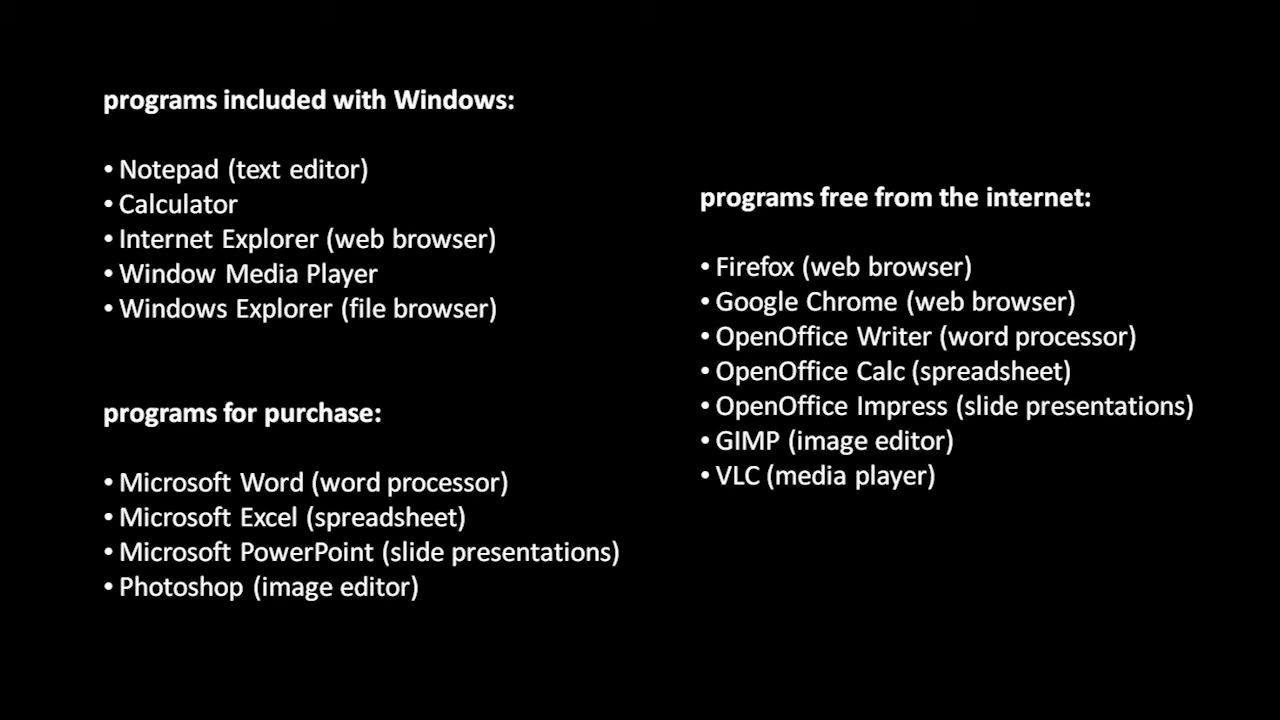 programs included with Windows:
• Notepad (text editor)
• Calculator
• Internet Explorer (web browser)
• Window Media Player
• Windows Explorer (file browser)
programs for purchase:
• Microsoft Word (word processor)
• Microsoft Excel (spreadsheet)
• Microsoft PowerPoint (slide presentations)
• Photoshop (image editor)
programs free from the internet:
• Firefox (web browser)
• Google Chrome (web browser)
• OpenOffice Writer (word processor)
• OpenOffice Calc (spreadsheet)
• OpenOffice Impress (slide presentations)
• GIMP (image editor)
• VLC (media player)